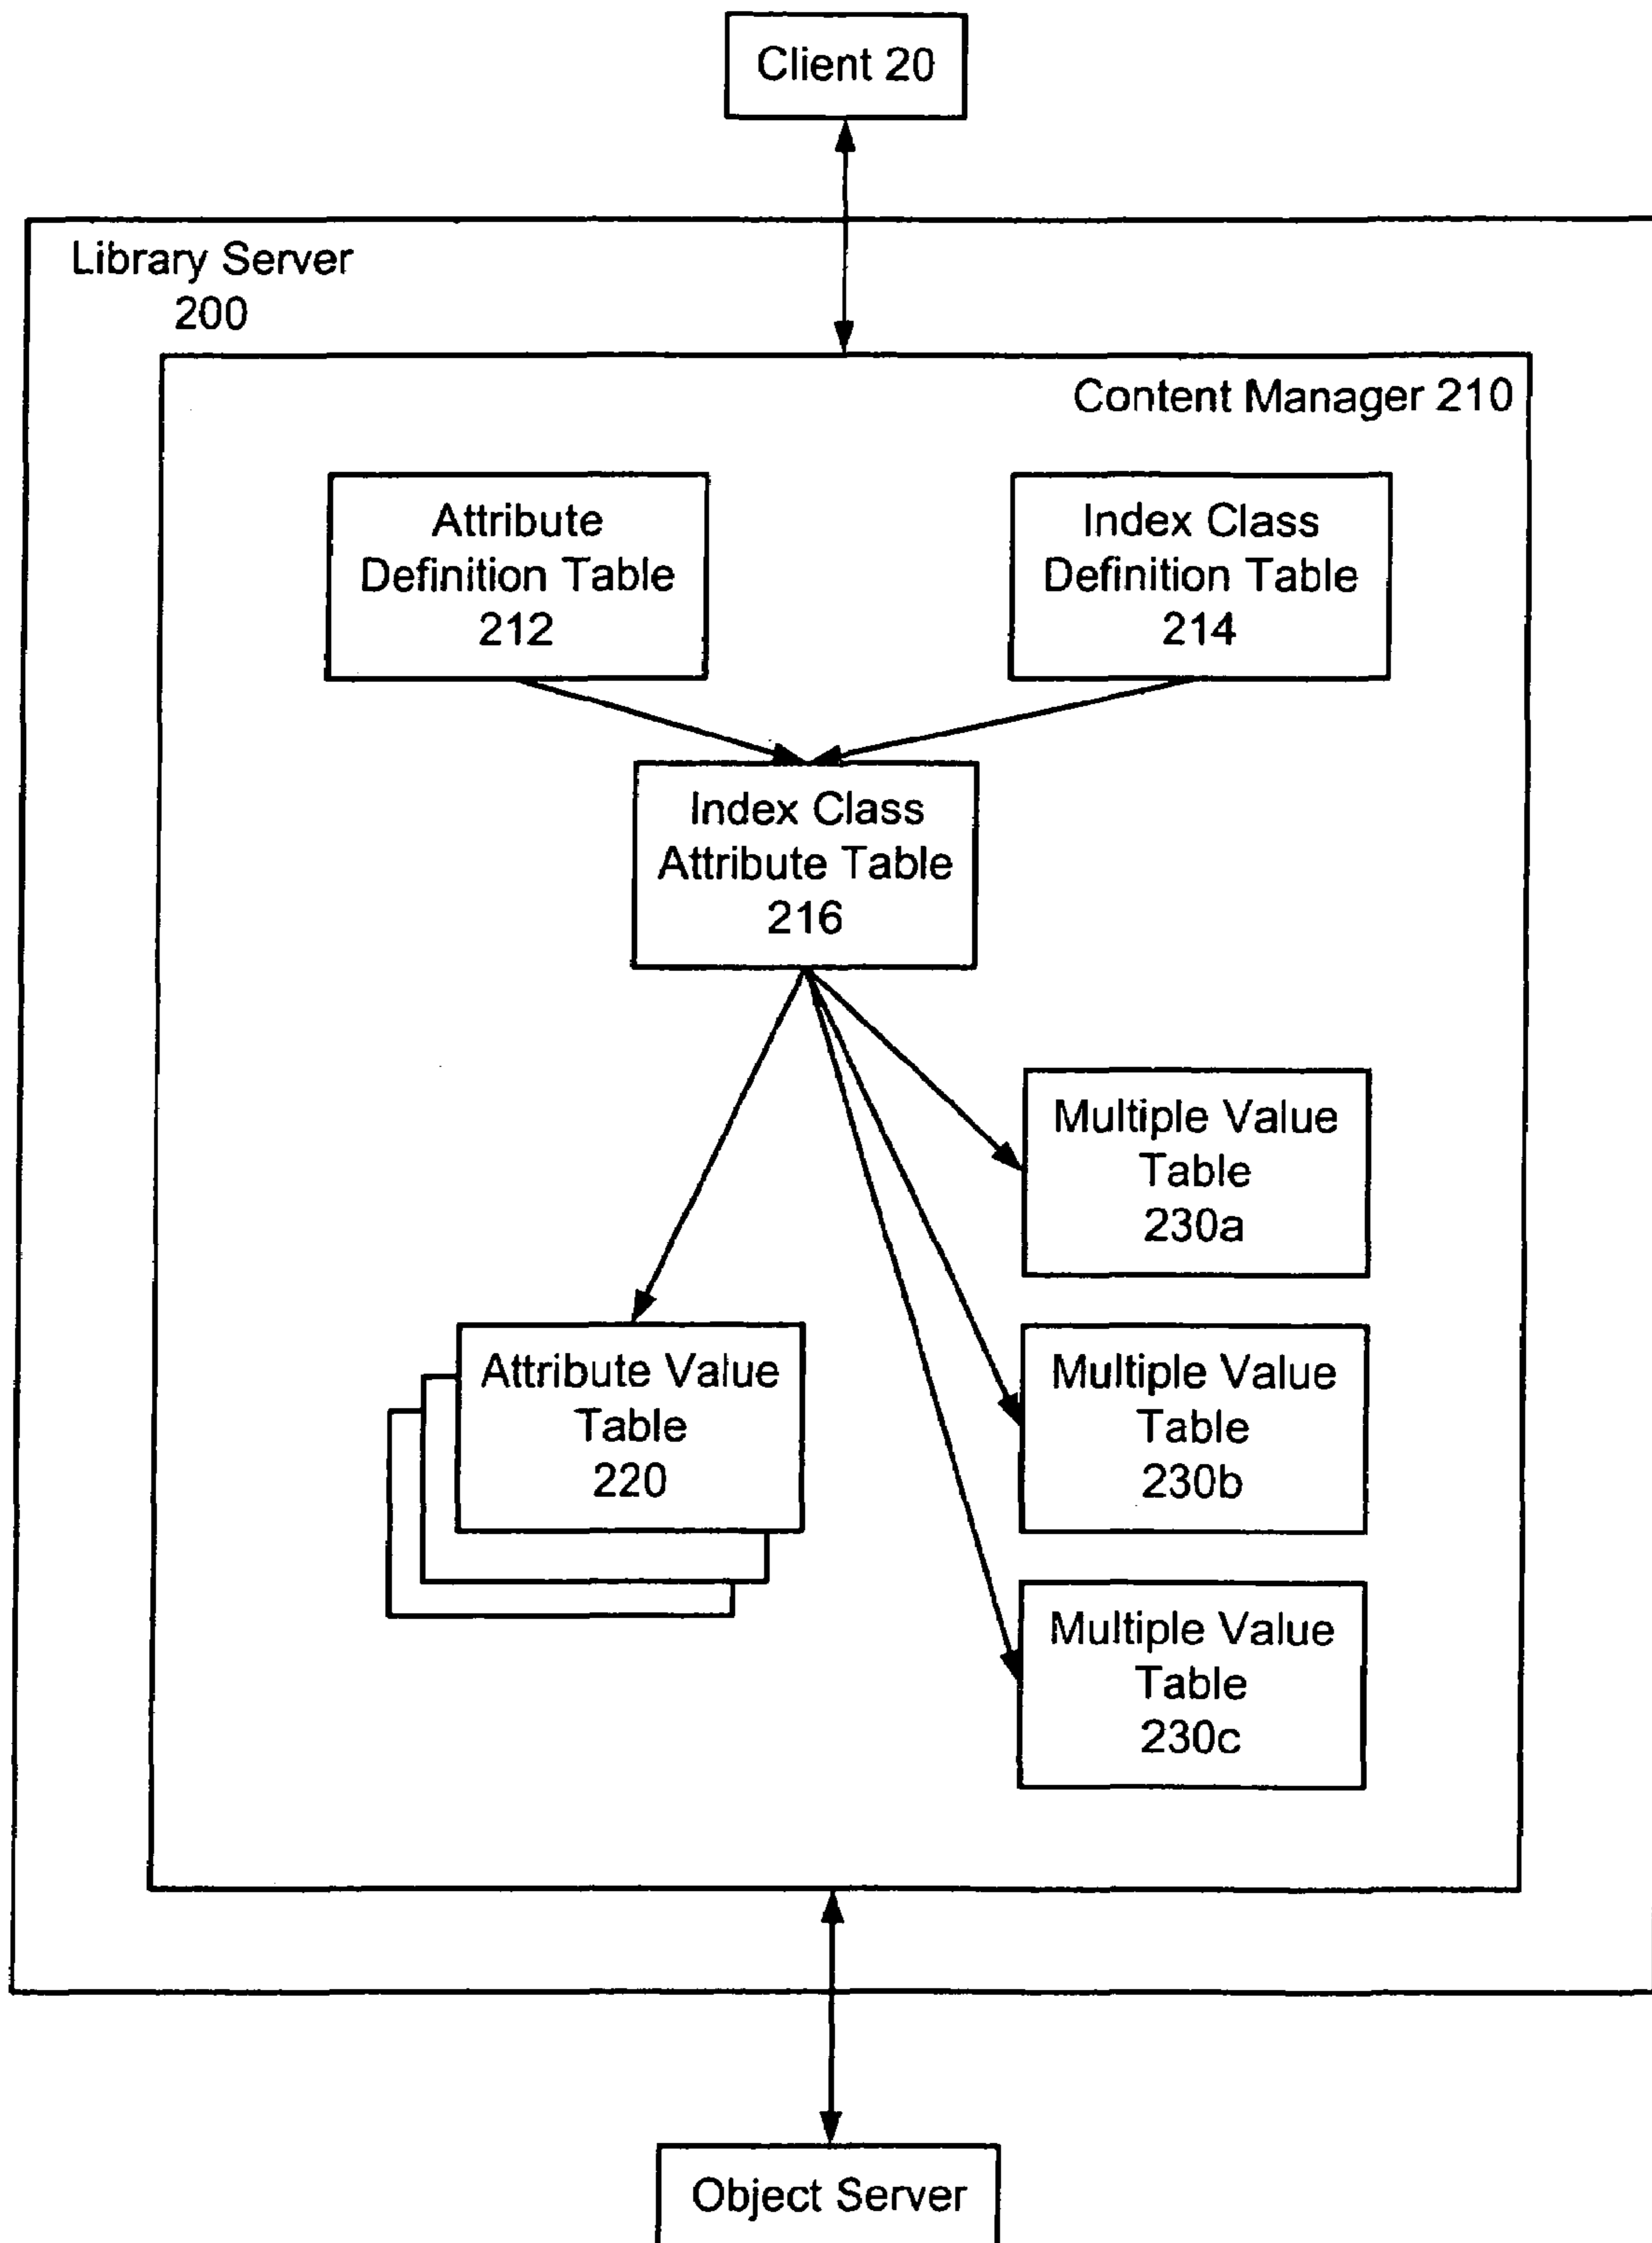 Client 20
Library Server
200
Content Manager 210
Attribute
Definition Table
212
Index Class
Definition Table
214
Index Class
Attribute Table
216
Multiple Value
Table
230a
Attribute Value
Table
220
Multiple Value
Table
230b
Multiple Value
Table
230c
Object Server